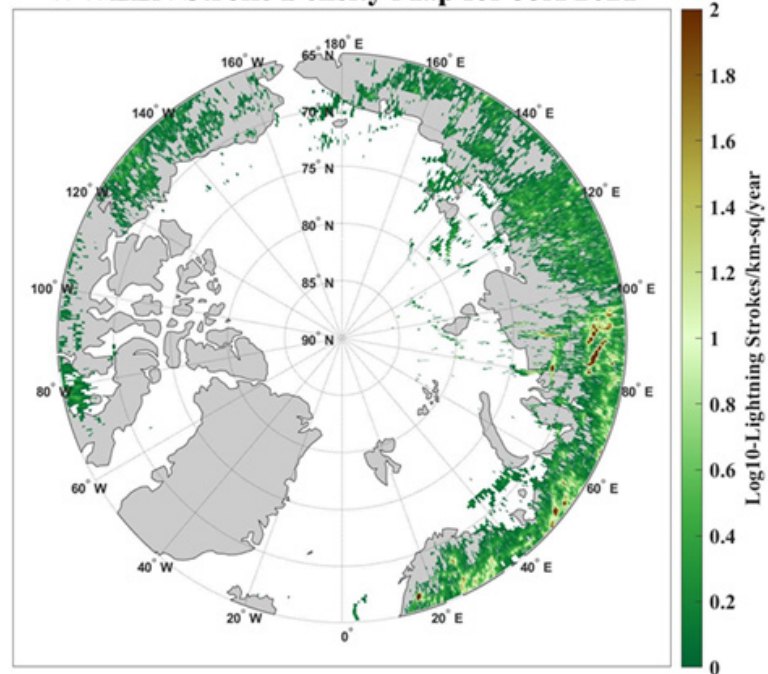 180° E
160° W
65° N
160° E
140° W
70° N
140° E
75° N
120° W
120° E
80° N
85° N
100° W
100° E
90° N
80° W
80° E
60° W
60° E
40° W
40° E
20° W
20° E
0°
2
1.8
1.6
1.4
1.2
1
0.8
0.6
0.4
0.2
0
Log10-Lightning Strokes/km-sq/year